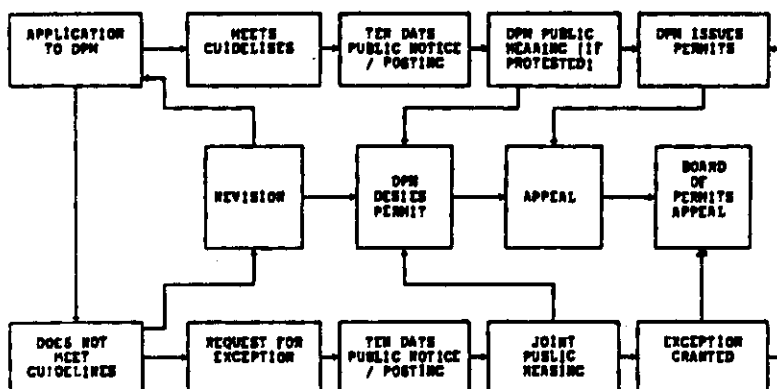 APPLICATION
TO DPW
MEETS
GUIDELINES
TEN DAYS
PUBLIC NOTICE
/ POSTING
DPW PUBLIC
HEARING (IF
PROTESTED)
DPW ISSUES
PERMITS
REVISION
DPW
DENIES
PERMIT
APPEAL
BOARD
OF
PERMITS
APPEAL
DOES NOT
MEET
GUIDELINES
REQUEST FOR
EXCEPTION
TEN DAYS
PUBLIC NOTICE
/ POSTING
JOINT
PUBLIC
HEARING
EXCEPTION
GRANTED